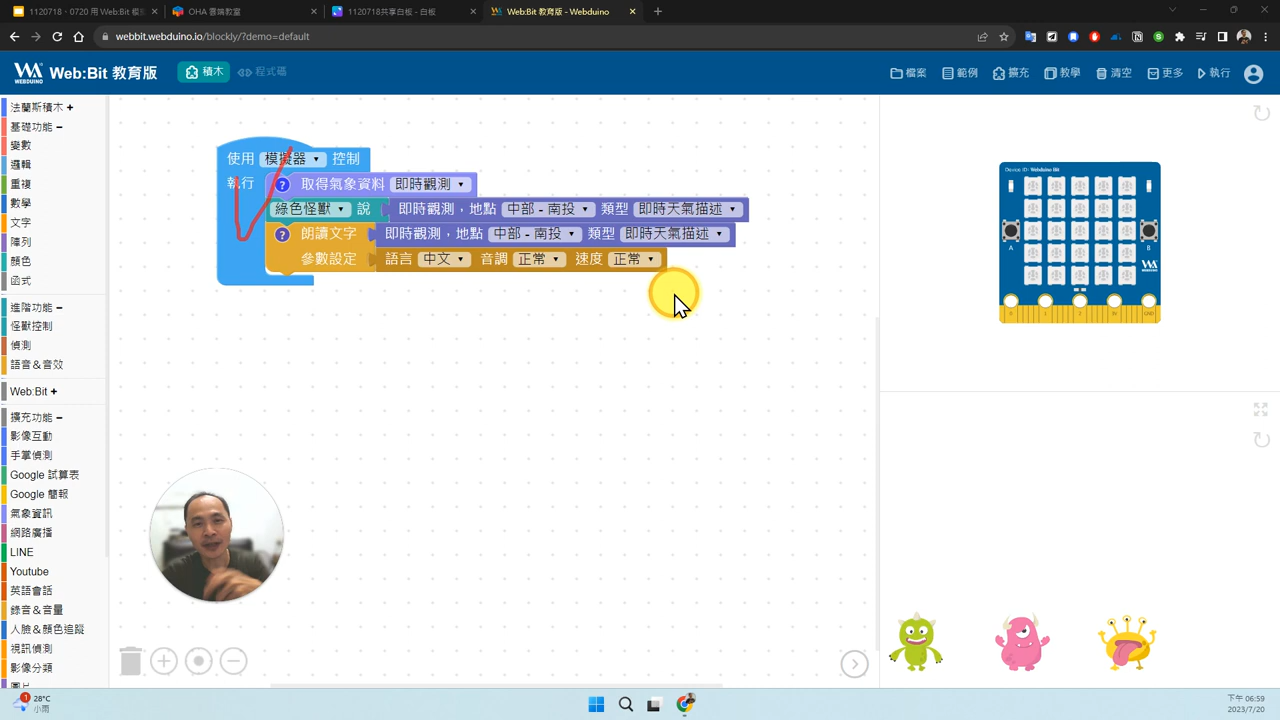 1120718 - 0720 用 Web:Bit 模
OHA 雲端教室
1120718共享白板 - 白板
Web:Bit 教育版 - Webduino
webbit.webduino.io/blockly/?demo=default
WEBDUINO
Web:Bit 教育版
積木
程式碼
檔案
範例
擴充
教學
清空
更多
執行
法蘭斯積木
基礎功能
變數
邏輯
重複
數學
文字
陣列
顏色
函式
進階功能
怪獸控制
偵測
語音&音效
Web:Bit
擴充功能
影像互動
手掌偵測
Google 試算表
Google 簡報
氣象資訊
網路廣播
LINE
Youtube
英語會話
錄音&音量
人臉&顏色追蹤
視訊偵測
影像分類
使用 模擬器 控制
執行
取得氣象資料 即時觀測
綠色怪獸 說 即時觀測,地點 中部 - 南投 類型 即時天氣描述
朗讀文字 即時觀測,地點 中部 - 南投 類型 即時天氣描述
參數設定 語言 中文 音調 正常 速度 正常
Device ID: Webduino Bit
A
B
WEBDUINO
28°C
小雨
下午 06:59
2023/7/20